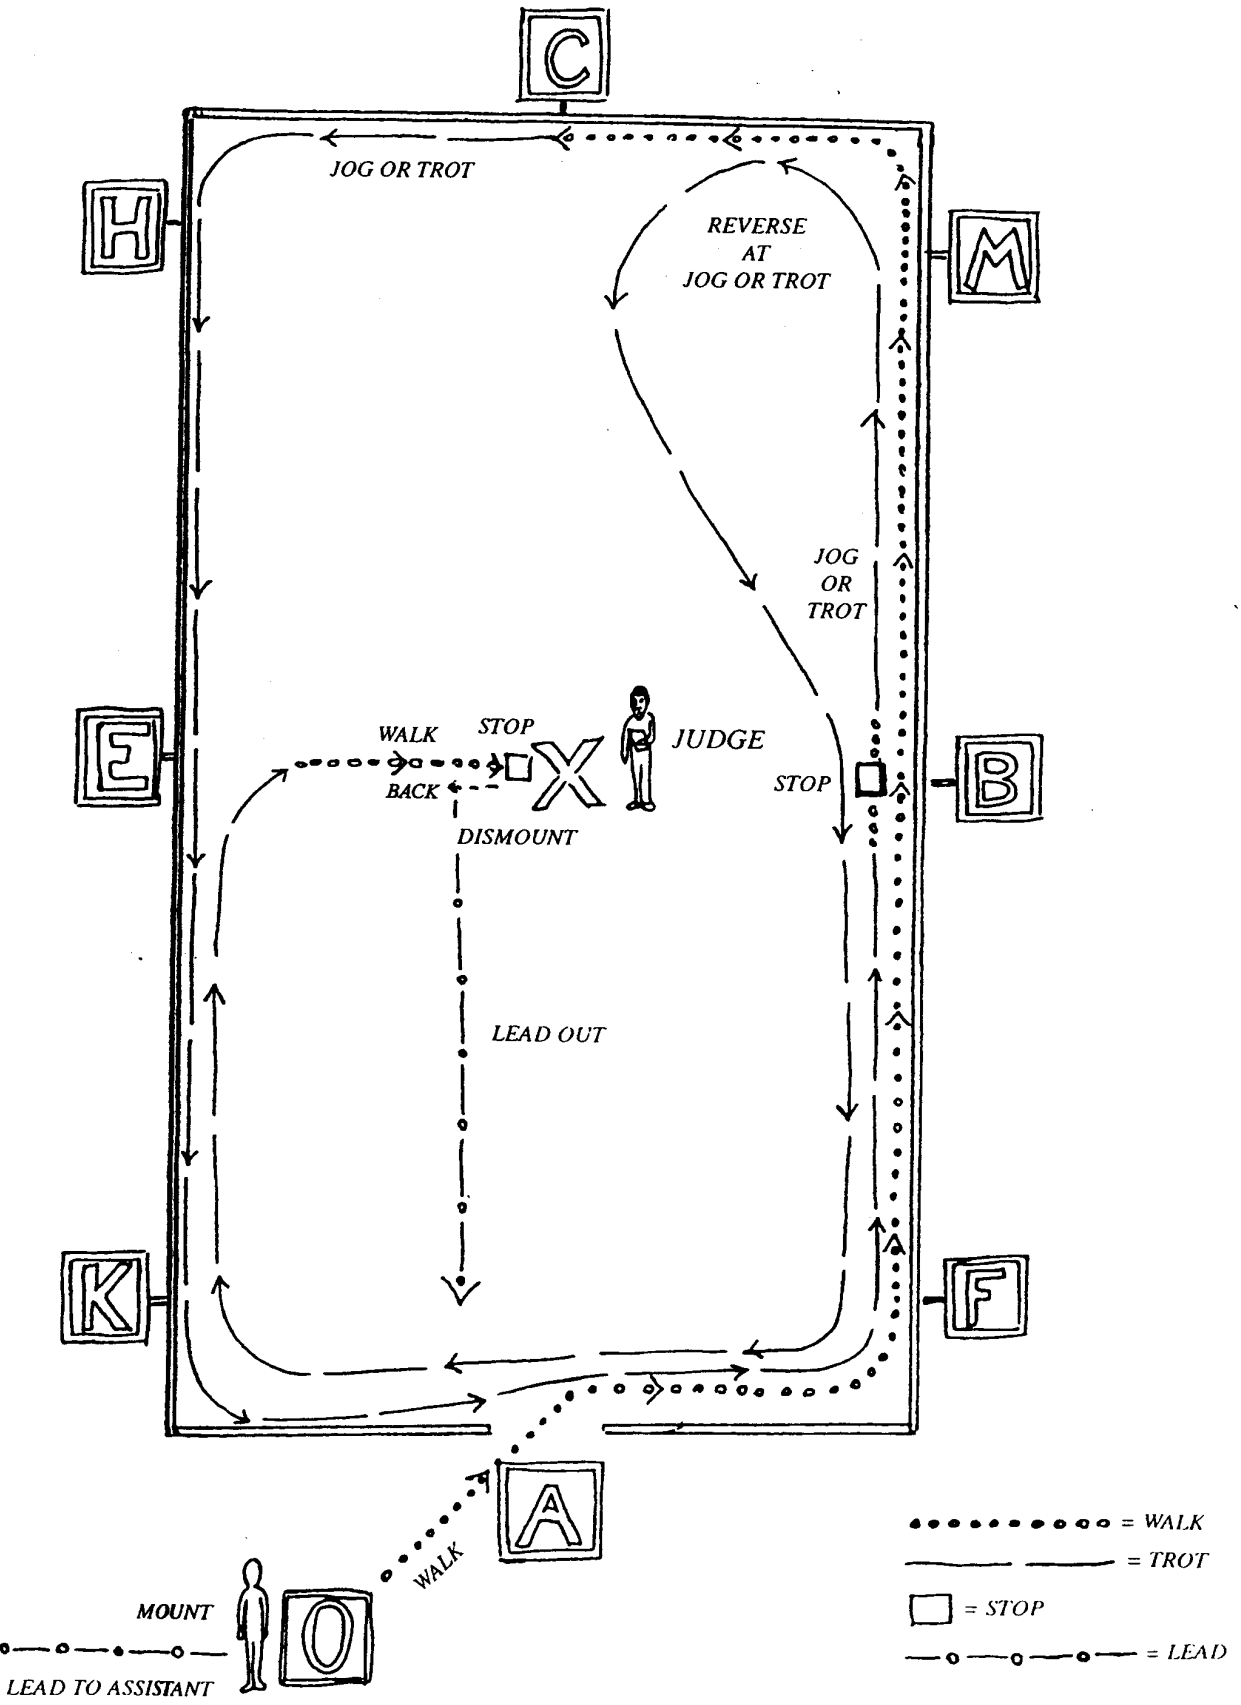 C
JOG OR TROT
H
REVERSE
AT
JOG OR TROT
M
JOG
OR
TROT
E
WALK
STOP
X
JUDGE
BACK
STOP
B
DISMOUNT
LEAD OUT
K
F
A
WALK
MOUNT
O
LEAD TO ASSISTANT
= WALK
= TROT
= STOP
= LEAD